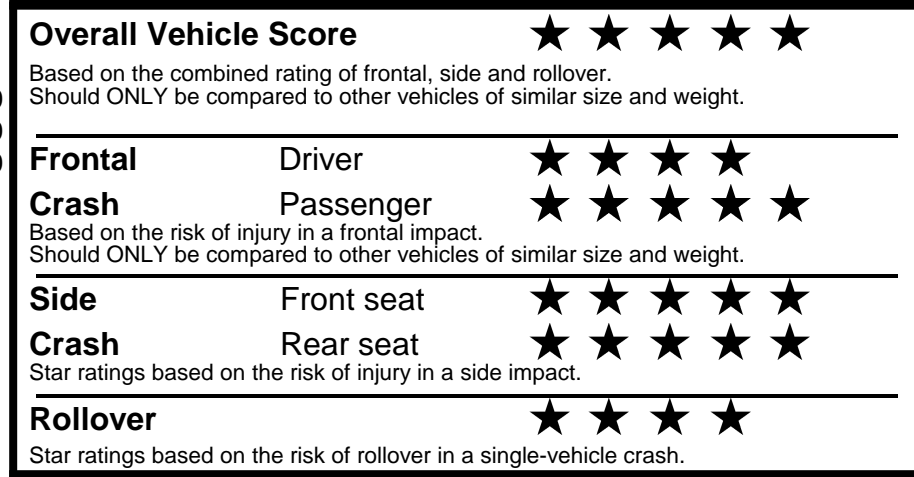 Overall Vehicle Score ★ ★ ★ ★ ★
Based on the combined rating of frontal, side and rollover.
Should ONLY be compared to other vehicles of similar size and weight.
Frontal Driver ★ ★ ★ ★
Crash Passenger ★ ★ ★ ★ ★
Based on the risk of injury in a frontal impact.
Should ONLY be compared to other vehicles of similar size and weight.
Side Front seat ★ ★ ★ ★ ★
Crash Rear seat ★ ★ ★ ★ ★
Star ratings based on the risk of injury in a side impact.
Rollover ★ ★ ★ ★
Star ratings based on the risk of rollover in a single-vehicle crash.